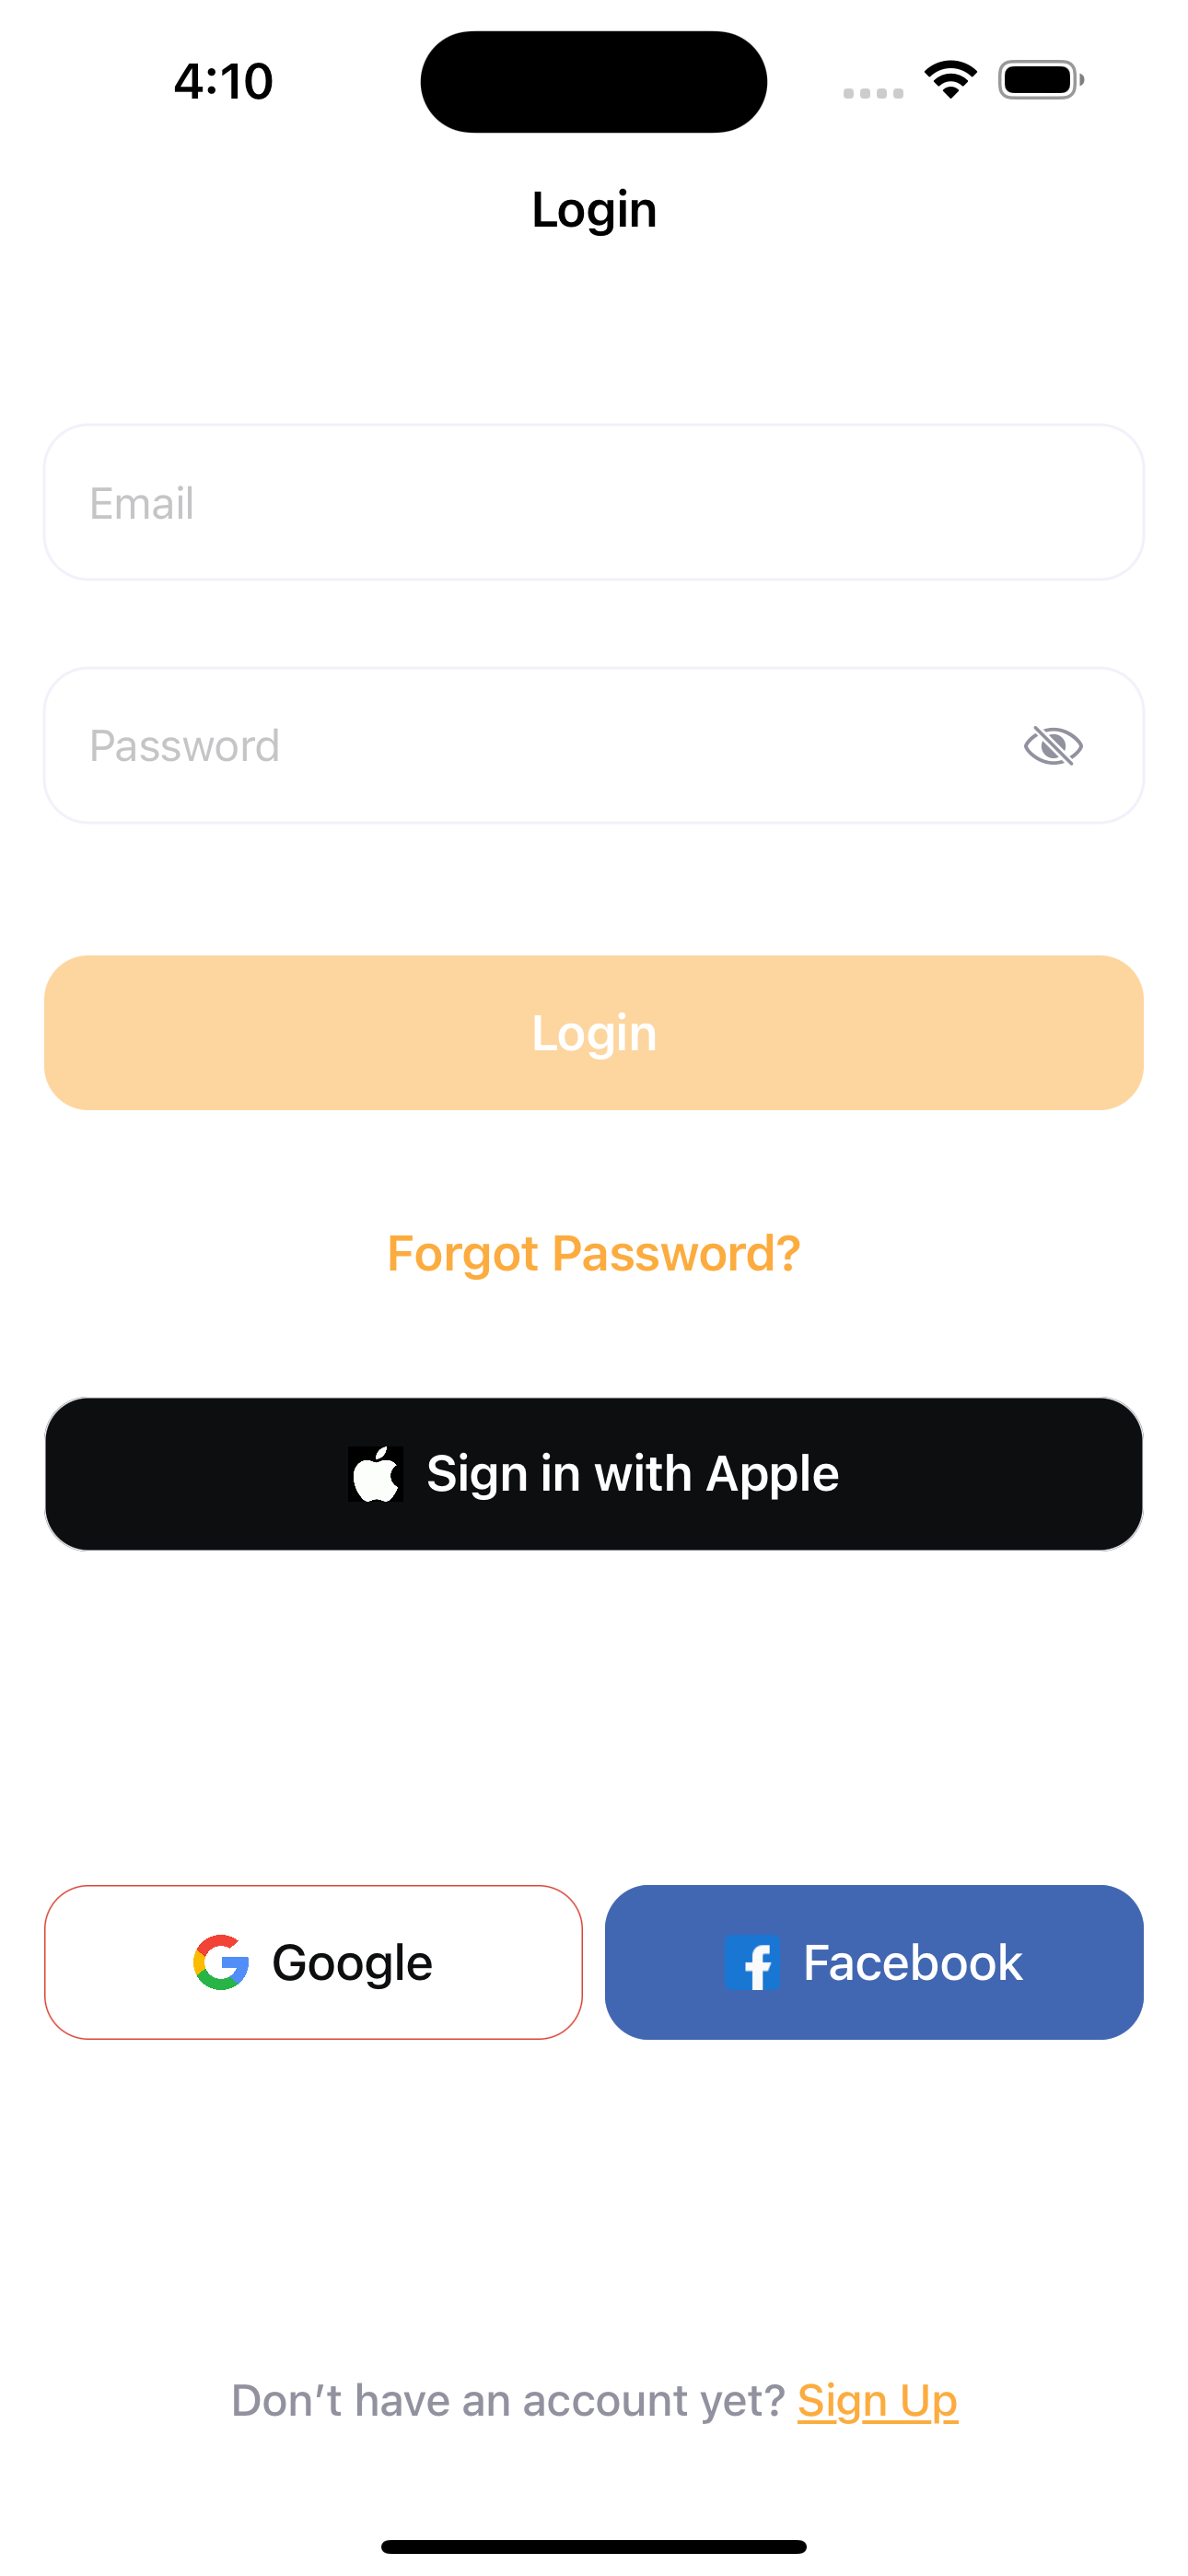 4:10
Login
Email
Password
Login
Forgot Password?
Sign in with Apple
Google
Facebook
Don’t have an account yet? Sign Up